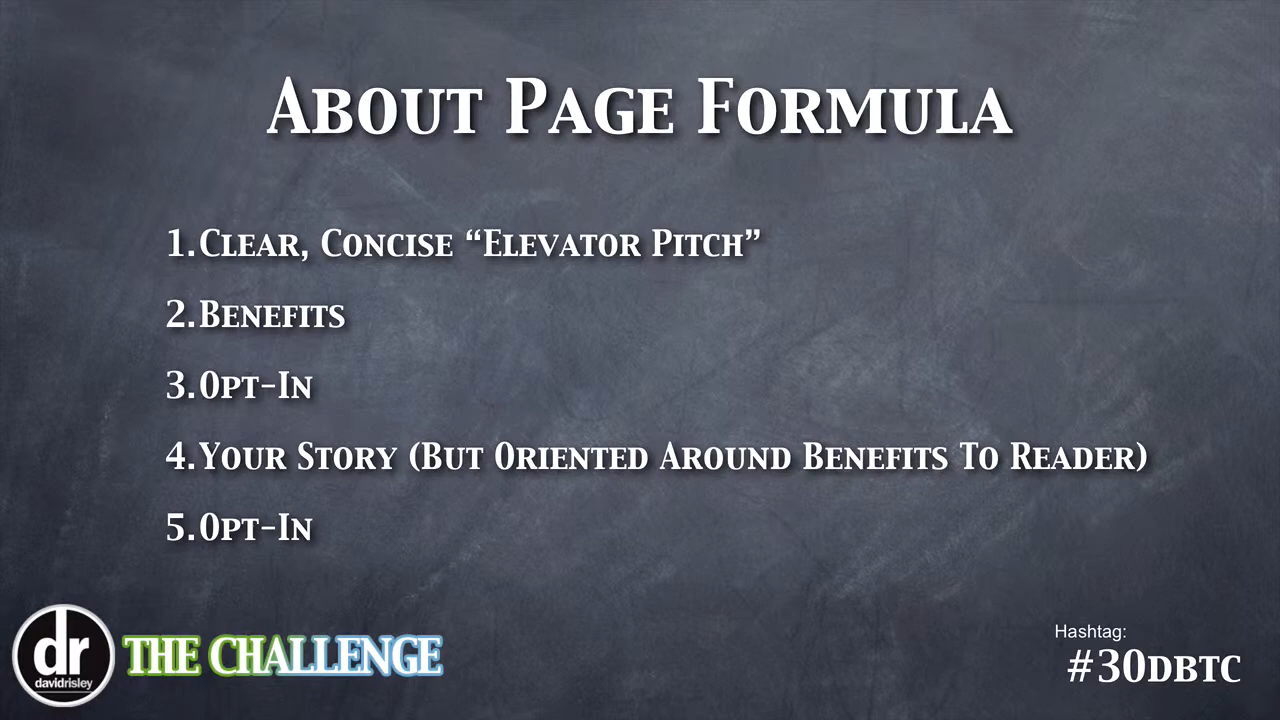 About Page Formula
1. Clear, Concise “Elevator Pitch”
2. Benefits
3. Opt-In
4. Your Story (But Oriented Around Benefits To Reader)
5. Opt-In
dr
davidrisley
THE CHALLENGE
Hashtag:
#30DBTC